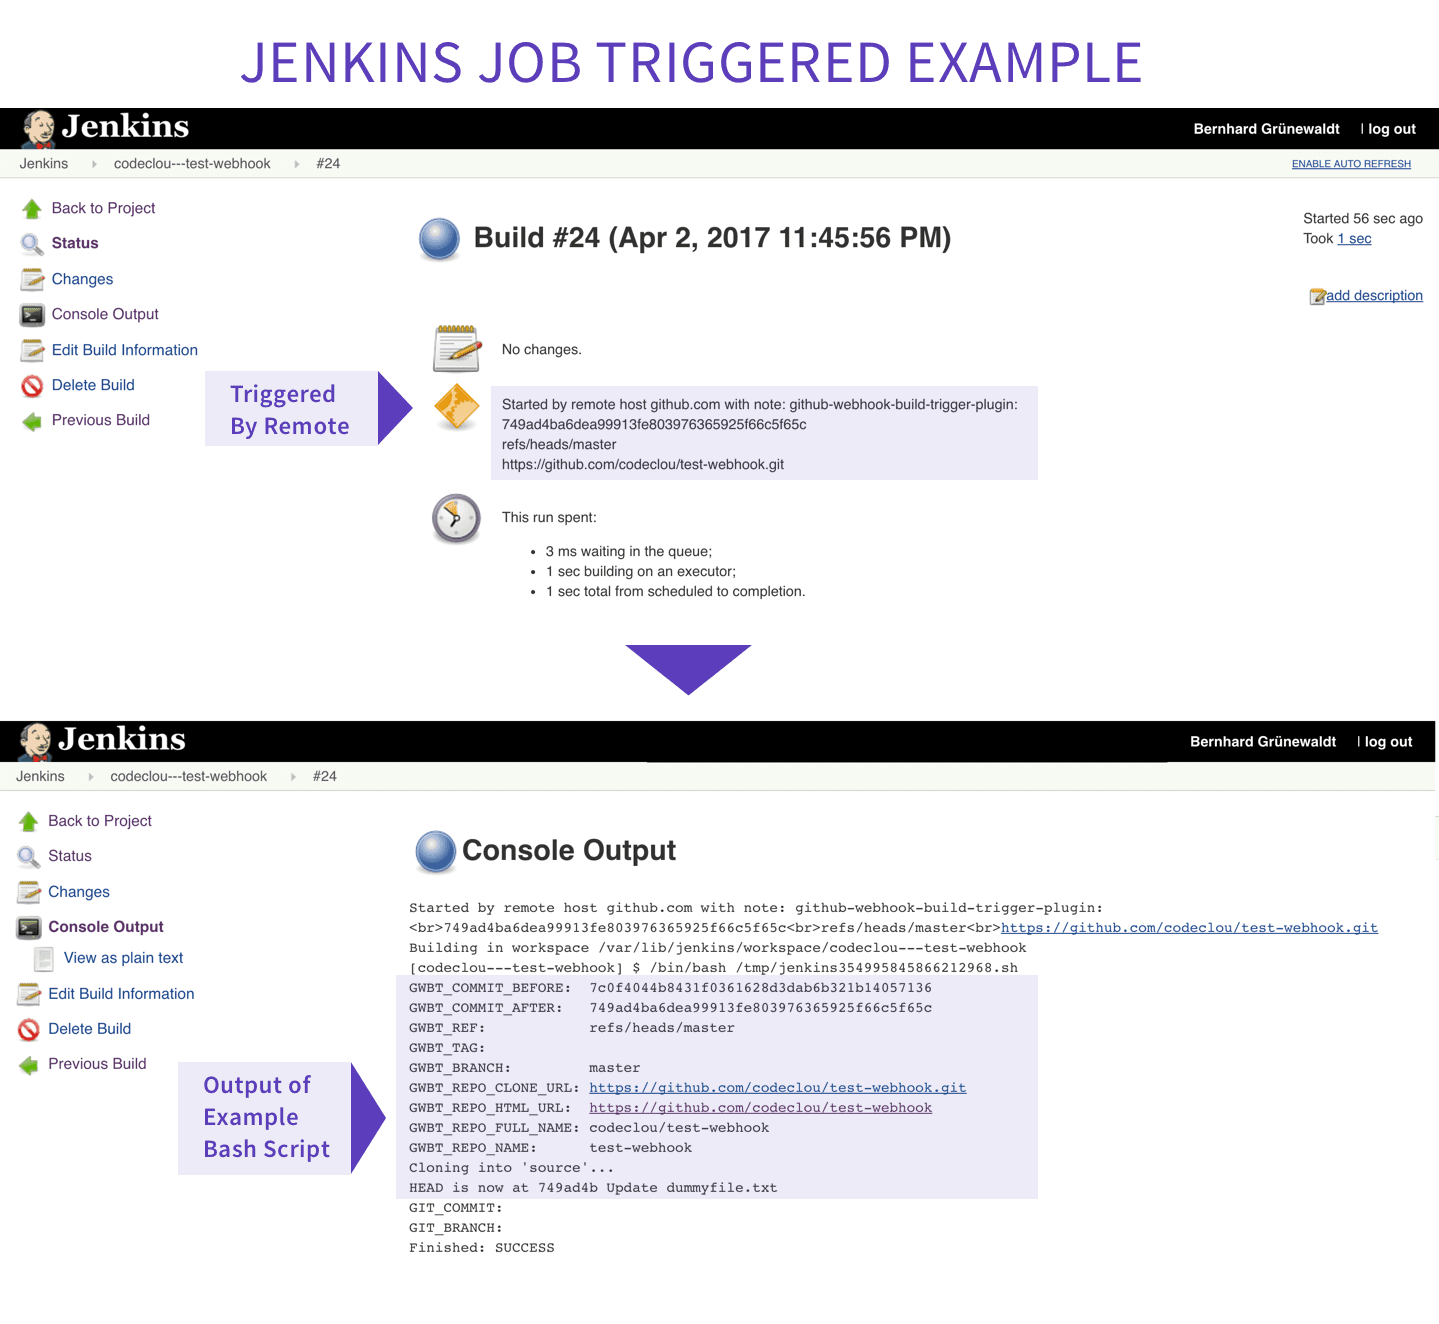 JENKINS JOB TRIGGERED EXAMPLE
Jenkins
Bernhard Grünewaldt | log out
Jenkins codeclou---test-webhook #24
ENABLE AUTO REFRESH
Back to Project
Status
Changes
Console Output
Edit Build Information
Delete Build
Previous Build
Build #24 (Apr 2, 2017 11:45:56 PM)
Started 56 sec ago
Took 1 sec
add description
No changes.
Triggered
By Remote
Started by remote host github.com with note: github-webhook-build-trigger-plugin:
749ad4ba6dea99913fe803976365925f66c5f65c
refs/heads/master
https://github.com/codeclou/test-webhook.git
This run spent:
• 3 ms waiting in the queue;
• 1 sec building on an executor;
• 1 sec total from scheduled to completion.
Jenkins
Bernhard Grünewaldt | log out
Jenkins codeclou---test-webhook #24
Back to Project
Status
Changes
Console Output
View as plain text
Edit Build Information
Delete Build
Previous Build
Output of
Example
Bash Script
Console Output
Started by remote host github.com with note: github-webhook-build-trigger-plugin:
<br>749ad4ba6dea99913fe803976365925f66c5f65c<br>refs/heads/master<br>https://github.com/codeclou/test-webhook.git
Building in workspace /var/lib/jenkins/workspace/codeclou---test-webhook
[codeclou---test-webhook] $ /bin/bash /tmp/jenkins354995845866212968.sh
GWBT_COMMIT_BEFORE: 7c0f4044b8431f0361628d3dab6b321b14057136
GWBT_COMMIT_AFTER: 749ad4ba6dea99913fe803976365925f66c5f65c
GWBT_REF: refs/heads/master
GWBT_TAG:
GWBT_BRANCH: master
GWBT_REPO_CLONE_URL: https://github.com/codeclou/test-webhook.git
GWBT_REPO_HTML_URL: https://github.com/codeclou/test-webhook
GWBT_REPO_FULL_NAME: codeclou/test-webhook
GWBT_REPO_NAME: test-webhook
Cloning into 'source'...
HEAD is now at 749ad4b Update dummyfile.txt
GIT_COMMIT:
GIT_BRANCH:
Finished: SUCCESS